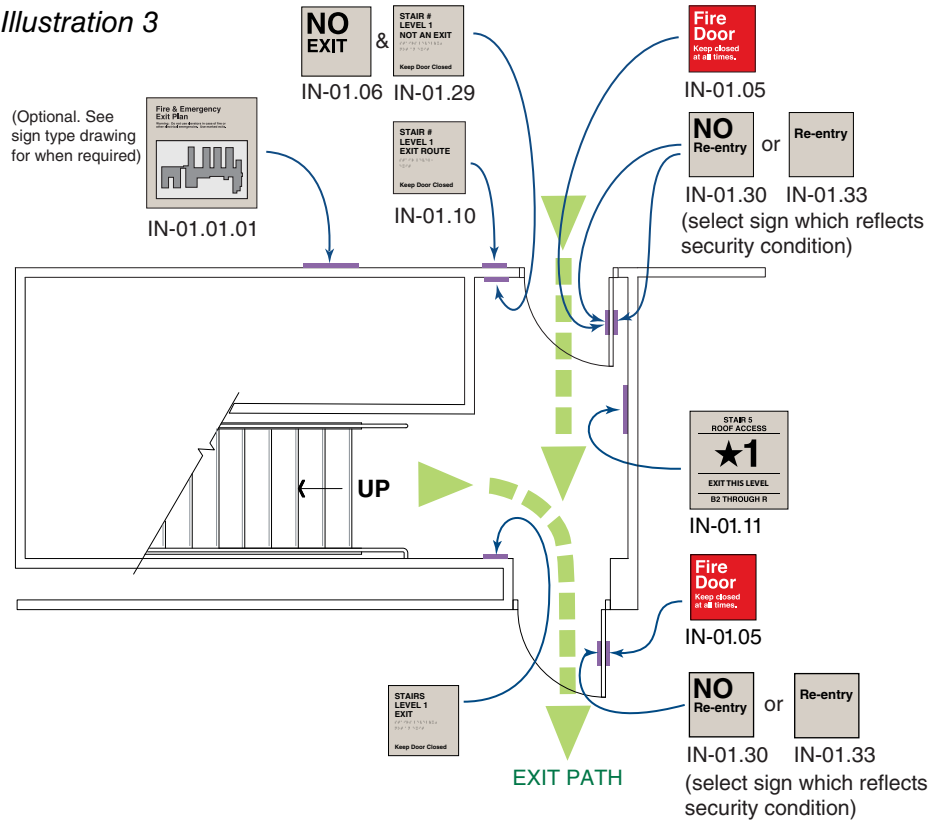 Illustration 3
NO
EXIT
&
STAIR #
LEVEL 1
NOT AN EXIT
Keep Door Closed
IN-01.06
IN-01.29
Fire
Door
Keep closed
at all times.
IN-01.05
(Optional. See
sign type drawing
for when required)
Fire & Emergency
Exit Plan
IN-01.01.01
STAIR #
LEVEL 1
EXIT ROUTE
Keep Door Closed
IN-01.10
NO
Re-entry
or
Re-entry
IN-01.30
IN-01.33
(select sign which reflects
security condition)
UP
STAIR 5
ROOF ACCESS
★1
EXIT THIS LEVEL
B2 THROUGH R
IN-01.11
Fire
Door
Keep closed
at all times.
IN-01.05
STAIRS
LEVEL 1
EXIT
Keep Door Closed
NO
Re-entry
or
Re-entry
IN-01.30
IN-01.33
(select sign which reflects
security condition)
EXIT PATH